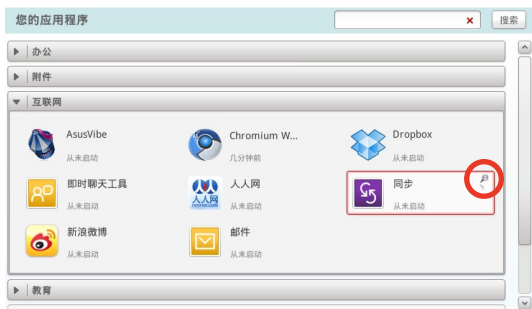 您的应用程序
搜索
办公
附件
互联网
AsusVibe
从未启动
Chromium W...
几分钟前
Dropbox
从未启动
即时聊天工具
从未启动
人人网
人人网
从未启动
同步
从未启动
新浪微博
从未启动
邮件
从未启动
教育